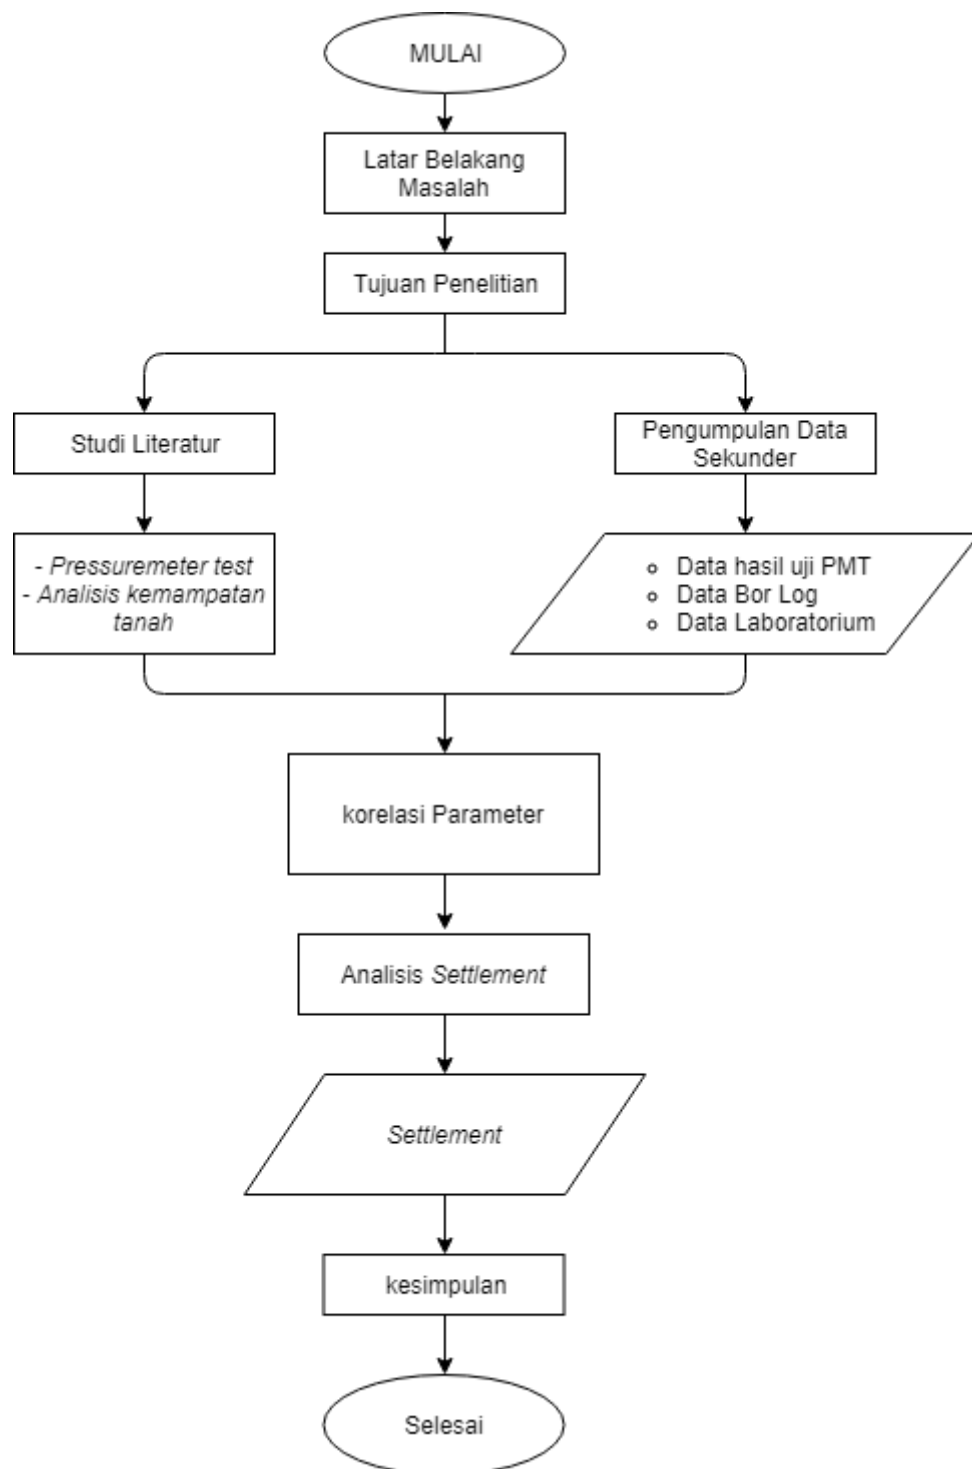 MULAI
Latar Belakang
Masalah
Tujuan Penelitian
Studi Literatur
Pengumpulan Data
Sekunder
- Pressuremeter test
- Analisis kemampatan
tanah
Data hasil uji PMT
Data Bor Log
Data Laboratorium
korelasi Parameter
Analisis Settlement
Settlement
kesimpulan
Selesai